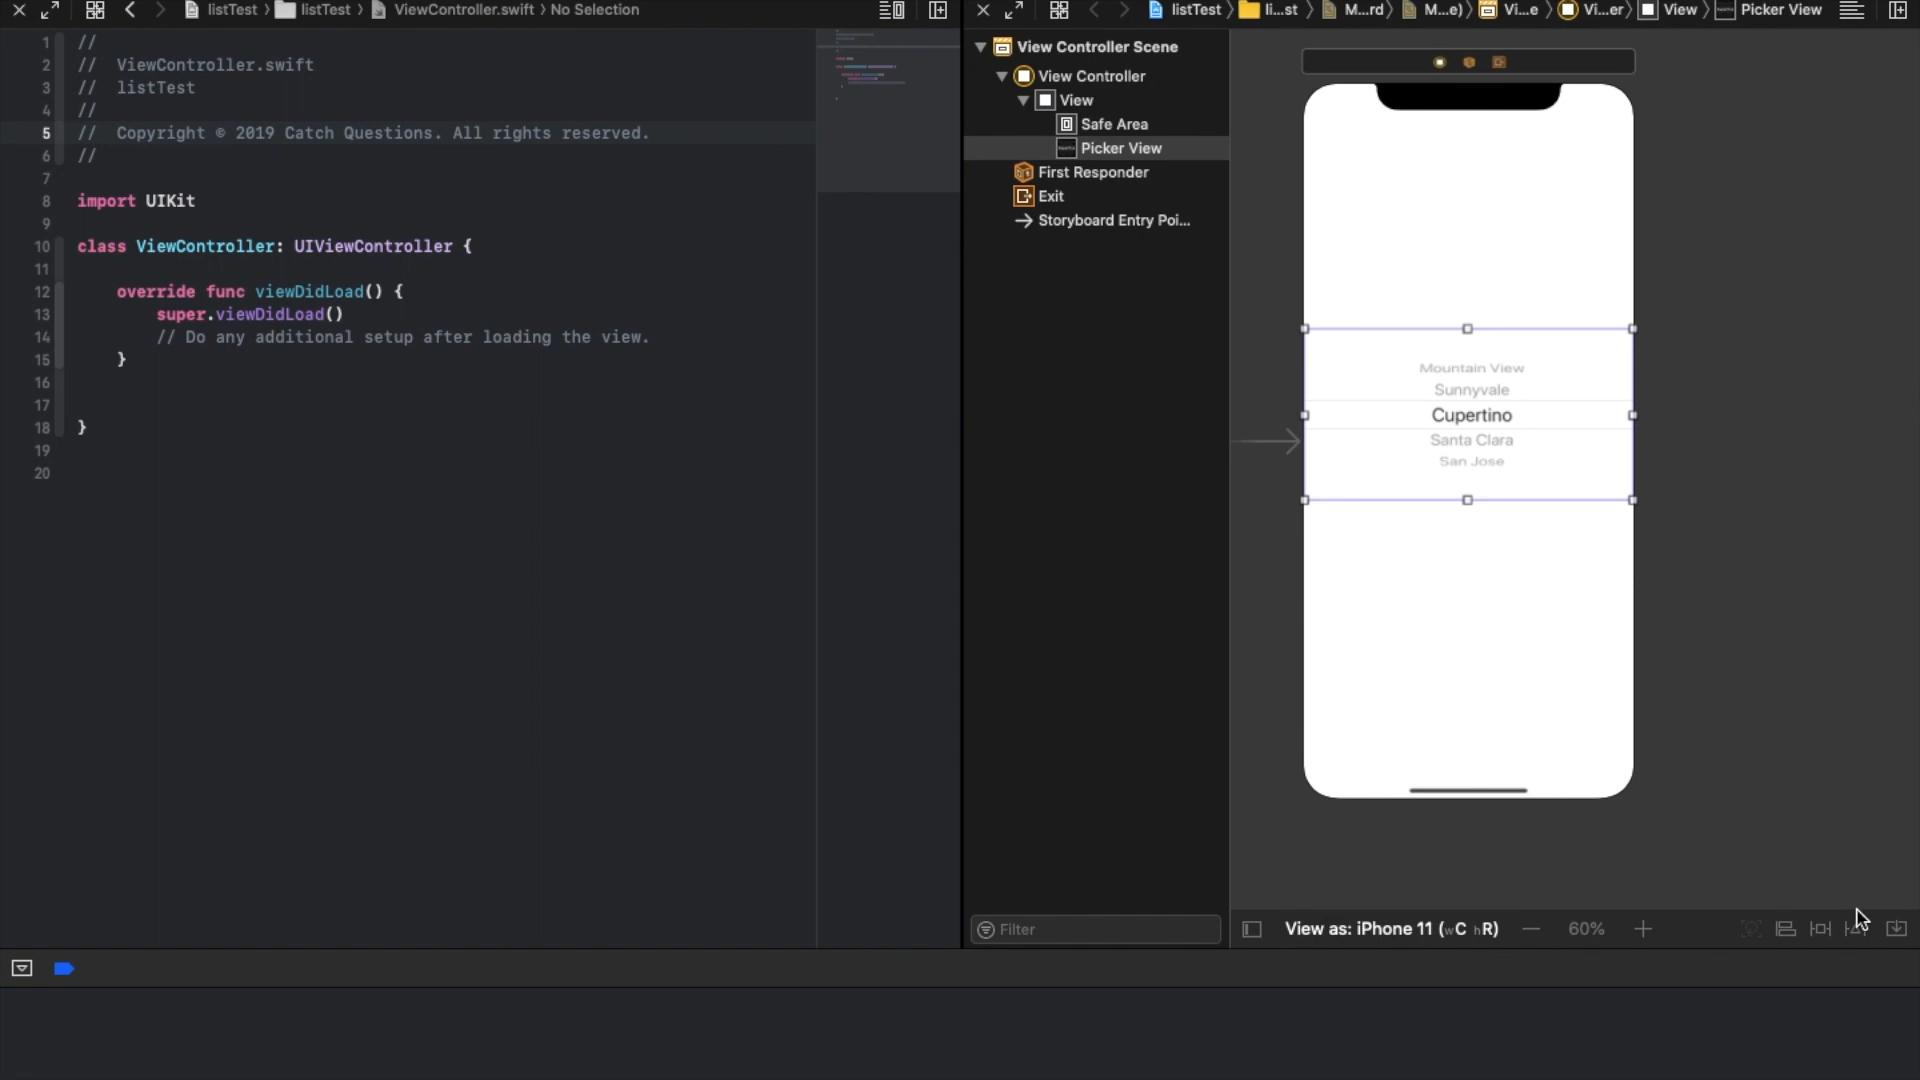 listTest > listTest > ViewController.swift > No Selection
1 //
2 //  ViewController.swift
3 //  listTest
4 //
5 //  Copyright © 2019 Catch Questions. All rights reserved.
6 //
7
8 import UIKit
9
10 class ViewController: UIViewController {
11
12     override func viewDidLoad() {
13         super.viewDidLoad()
14         // Do any additional setup after loading the view.
15     }
16
17
18 }
19
20
listTest > li...st > M...rd) > M...e) > Vi...e > Vi...er > View > Picker View
View Controller Scene
View Controller
View
Safe Area
Picker View
First Responder
Exit
Storyboard Entry Poi...
Mountain View
Sunnyvale
Cupertino
Santa Clara
San Jose
Filter
View as: iPhone 11 (wC hR)
60%